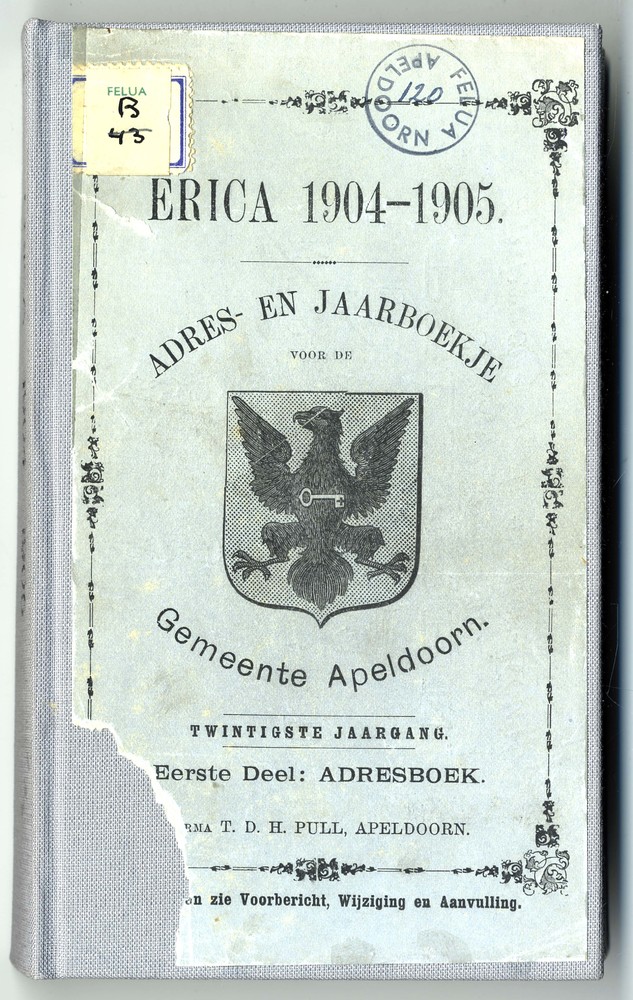 FELUA
B
45
FELUA APELDOORN
120
ERICA 1904–1905.
ADRES- EN JAARBOEKJE
VOOR DE
Gemeente Apeldoorn.
TWINTIGSTE JAARGANG.
Eerste Deel: ADRESBOEK.
T. D. H. PULL, APELDOORN.
zie Voorbericht, Wijziging en Aanvulling.